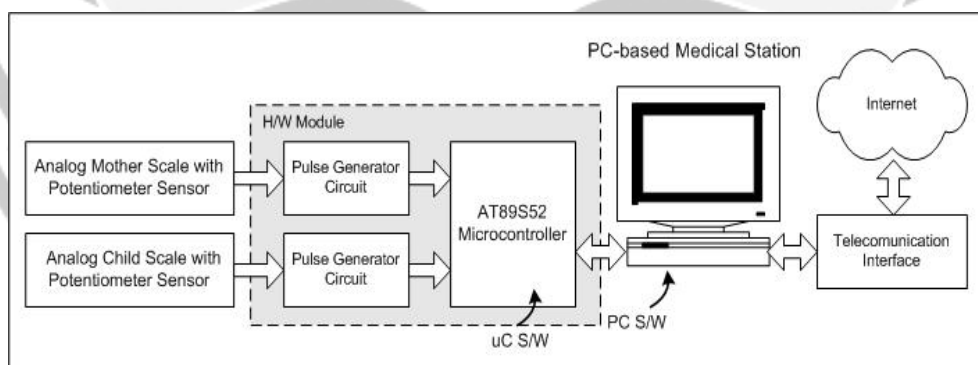 PC-based Medical Station
Internet
H/W Module
Analog Mother Scale with
Potentiometer Sensor
Pulse Generator
Circuit
AT89S52
Microcontroller
Analog Child Scale with
Potentiometer Sensor
Pulse Generator
Circuit
Telecomunication
Interface
uC S/W
PC S/W